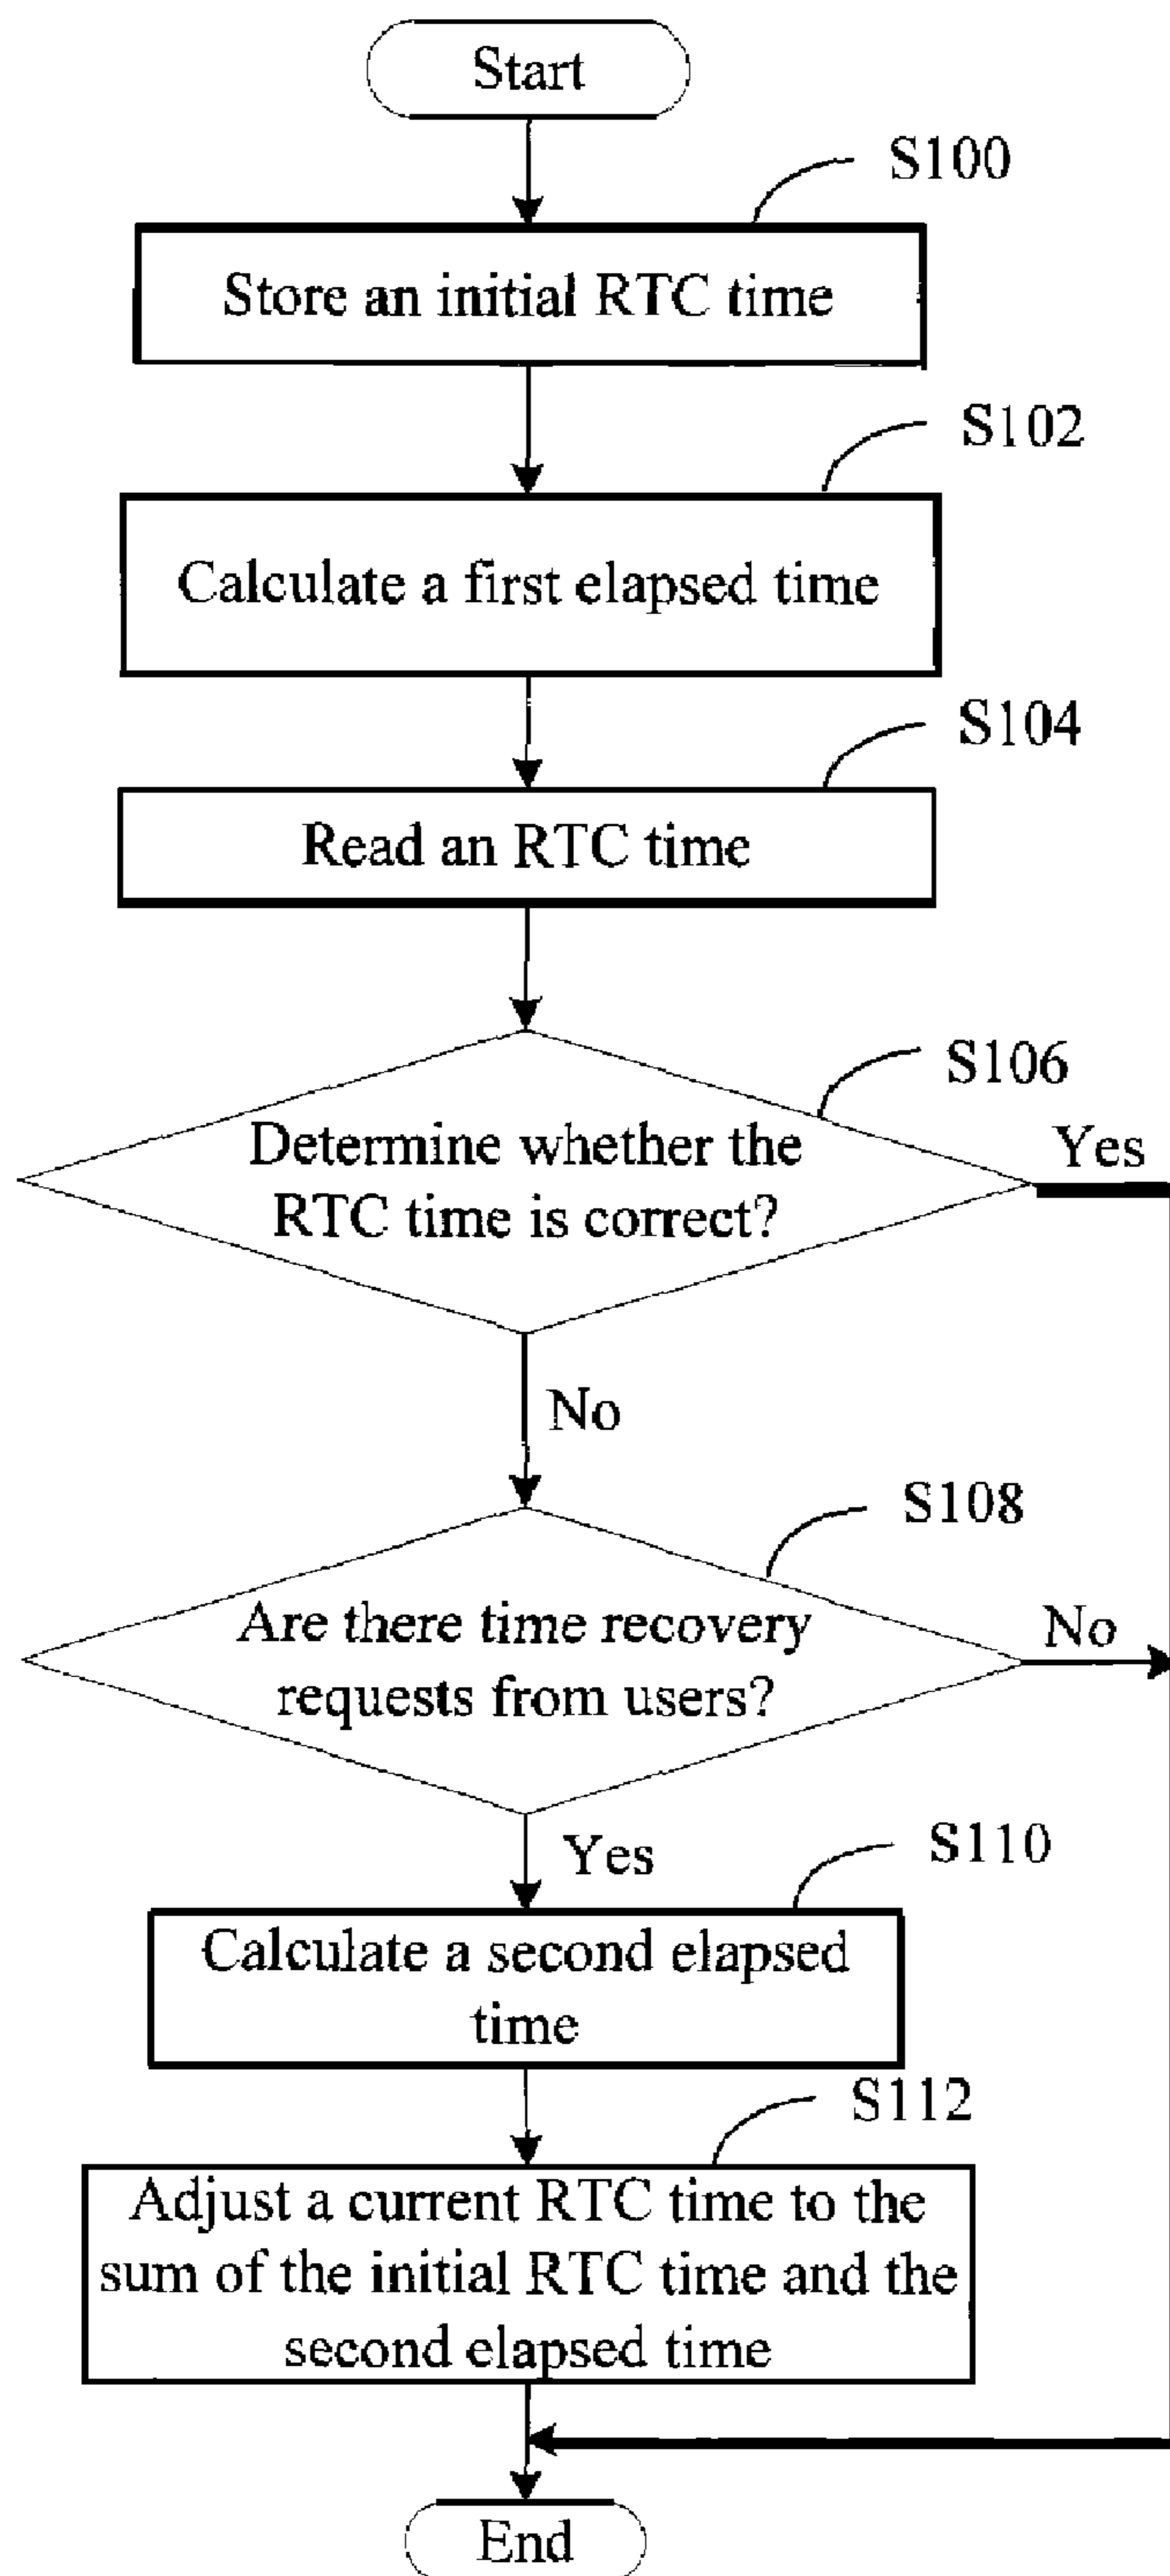 Start
S100
Store an initial RTC time
S102
Calculate a first elapsed time
S104
Read an RTC time
S106
Determine whether the
RTC time is correct?
Yes
No
S108
Are there time recovery
requests from users?
No
Yes
S110
Calculate a second elapsed
time
S112
Adjust a current RTC time to the
sum of the initial RTC time and the
second elapsed time
End